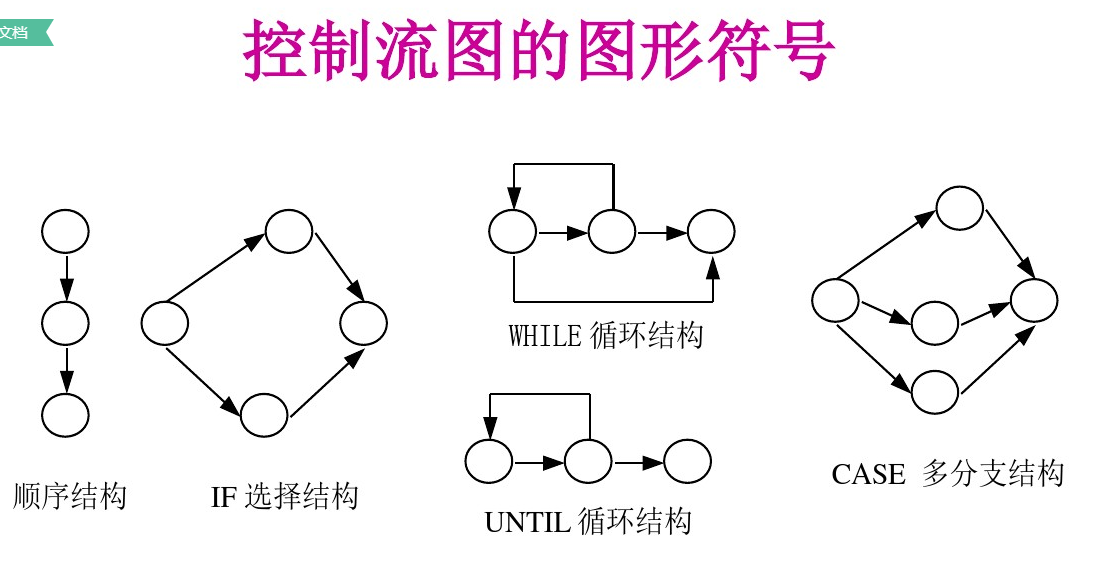 文档
控制流图的图形符号
WHILE 循环结构
CASE 多分支结构
顺序结构
IF 选择结构
UNTIL 循环结构